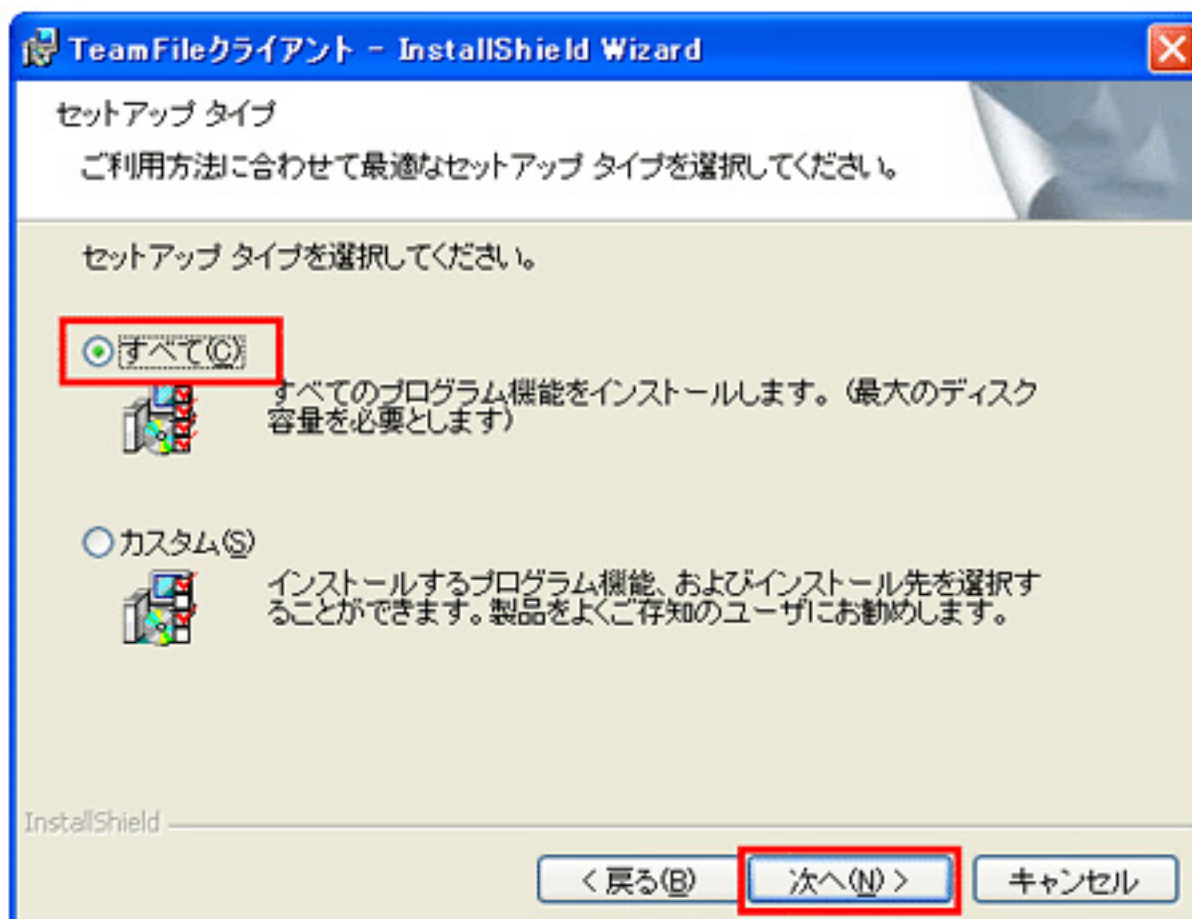 TeamFileクライアント - InstallShield Wizard
セットアップ タイプ
ご利用方法に合わせて最適なセットアップ タイプを選択してください。
セットアップ タイプを選択してください。
すべて(C)
すべてのプログラム機能をインストールします。(最大のディスク
容量を必要とします)
カスタム(S)
インストールするプログラム機能、およびインストール先を選択す
ることができます。製品をよくご存知のユーザにお勧めします。
InstallShield
< 戻る(B) 次へ(N) > キャンセル